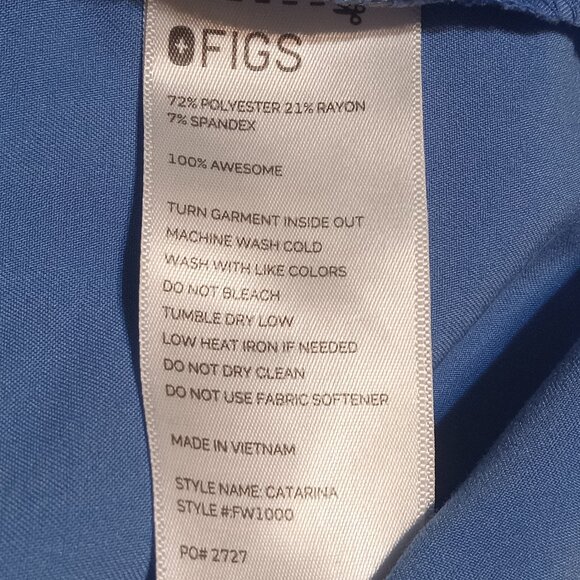 FIGS
72% POLYESTER 21% RAYON
7% SPANDEX
100% AWESOME
TURN GARMENT INSIDE OUT
MACHINE WASH COLD
WASH WITH LIKE COLORS
DO NOT BLEACH
TUMBLE DRY LOW
LOW HEAT IRON IF NEEDED
DO NOT DRY CLEAN
DO NOT USE FABRIC SOFTENER
MADE IN VIETNAM
STYLE NAME: CATARINA
STYLE #FW1000
PO# 2727